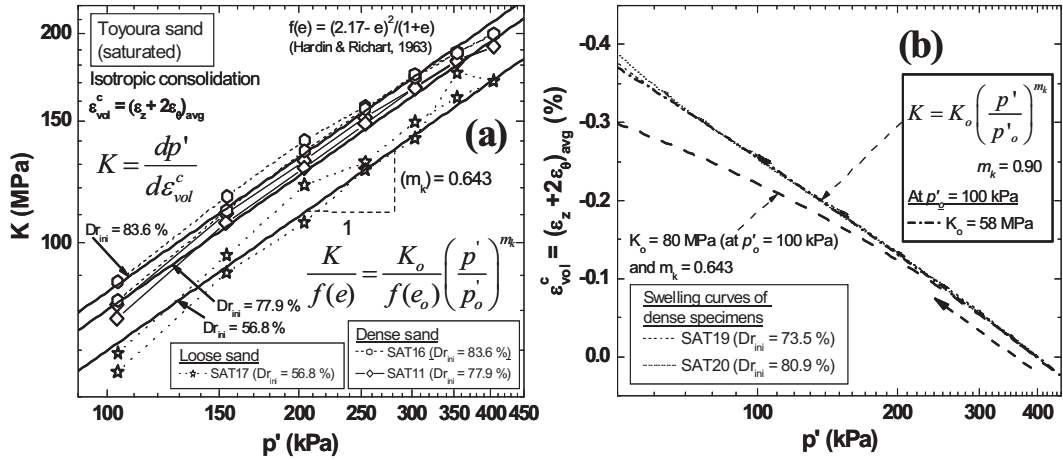 Toyoura sand
(saturated)
Isotropic consolidation
ε^c_vol = (ε_z + 2ε_θ)_avg
K = dp' / dε^c_vol
f(e) = (2.17- e)^2/(1+e)
(Hardin & Richart, 1963)
(a)
(m_k) = 0.643
1
K/f(e) = K_o/f(e_o) (p'/p'_o)^m_k
Dr_ini 83.6 %
Dr_ini = 77.9 %
Dr_ini = 56.8 %
Loose sand
SAT17 (Dr_ini = 56.8 %)
Dense sand
SAT16 (Dr_ini = 83.6 %)
SAT11 (Dr_ini = 77.9 %)
K (MPa)
200
150
100
100 150 200 250 300 350 400 450
p' (kPa)
(b)
K = K_o (p'/p'_o)^m_k
m_k = 0.90
At p'_o = 100 kPa
K_o = 58 MPa
K_o = 80 MPa (at p'_o = 100 kPa)
and m_k = 0.643
Swelling curves of
dense specimens
SAT19 (Dr_ini = 73.5 %)
SAT20 (Dr_ini = 80.9 %)
ε^c_vol = (ε_z +2ε_θ)_avg (%)
-0.4
-0.3
-0.2
-0.1
0.0
100 200 300 400
p' (kPa)